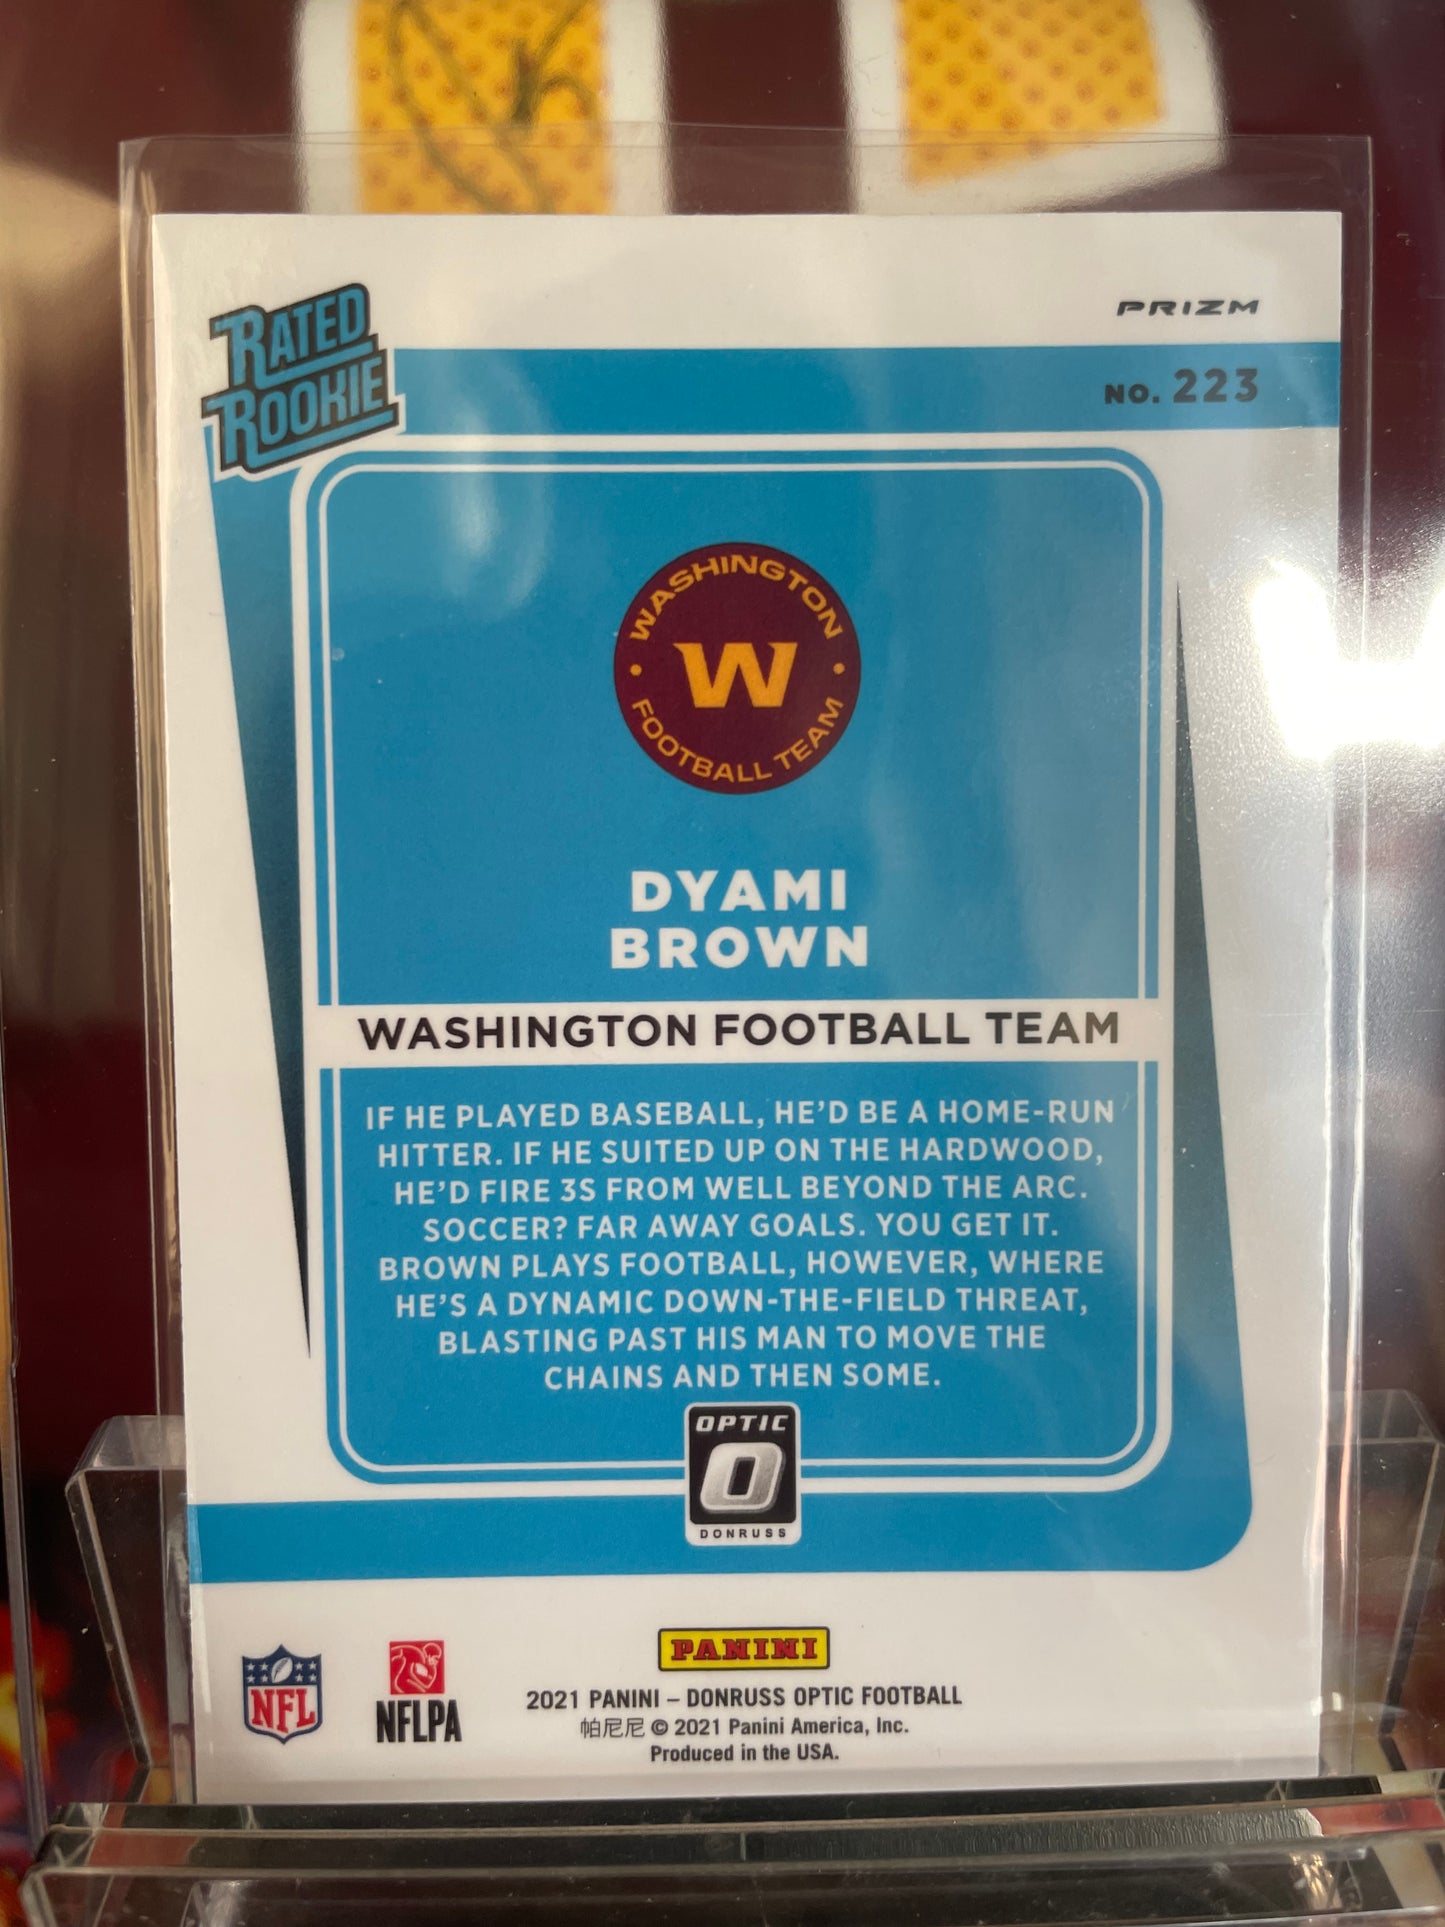 RATED
ROOKIE
PRIZM
NO. 223
WASHINGTON
W
FOOTBALL TEAM
DYAMI
BROWN
WASHINGTON FOOTBALL TEAM
IF HE PLAYED BASEBALL, HE'D BE A HOME-RUN
HITTER. IF HE SUITED UP ON THE HARDWOOD,
HE'D FIRE 3S FROM WELL BEYOND THE ARC.
SOCCER? FAR AWAY GOALS. YOU GET IT.
BROWN PLAYS FOOTBALL, HOWEVER, WHERE
HE'S A DYNAMIC DOWN-THE-FIELD THREAT,
BLASTING PAST HIS MAN TO MOVE THE
CHAINS AND THEN SOME.
OPTIC
O
DONRUSS
NFL
NFLPA
PANINI
2021 PANINI – DONRUSS OPTIC FOOTBALL
帕尼尼 © 2021 Panini America, Inc.
Produced in the USA.